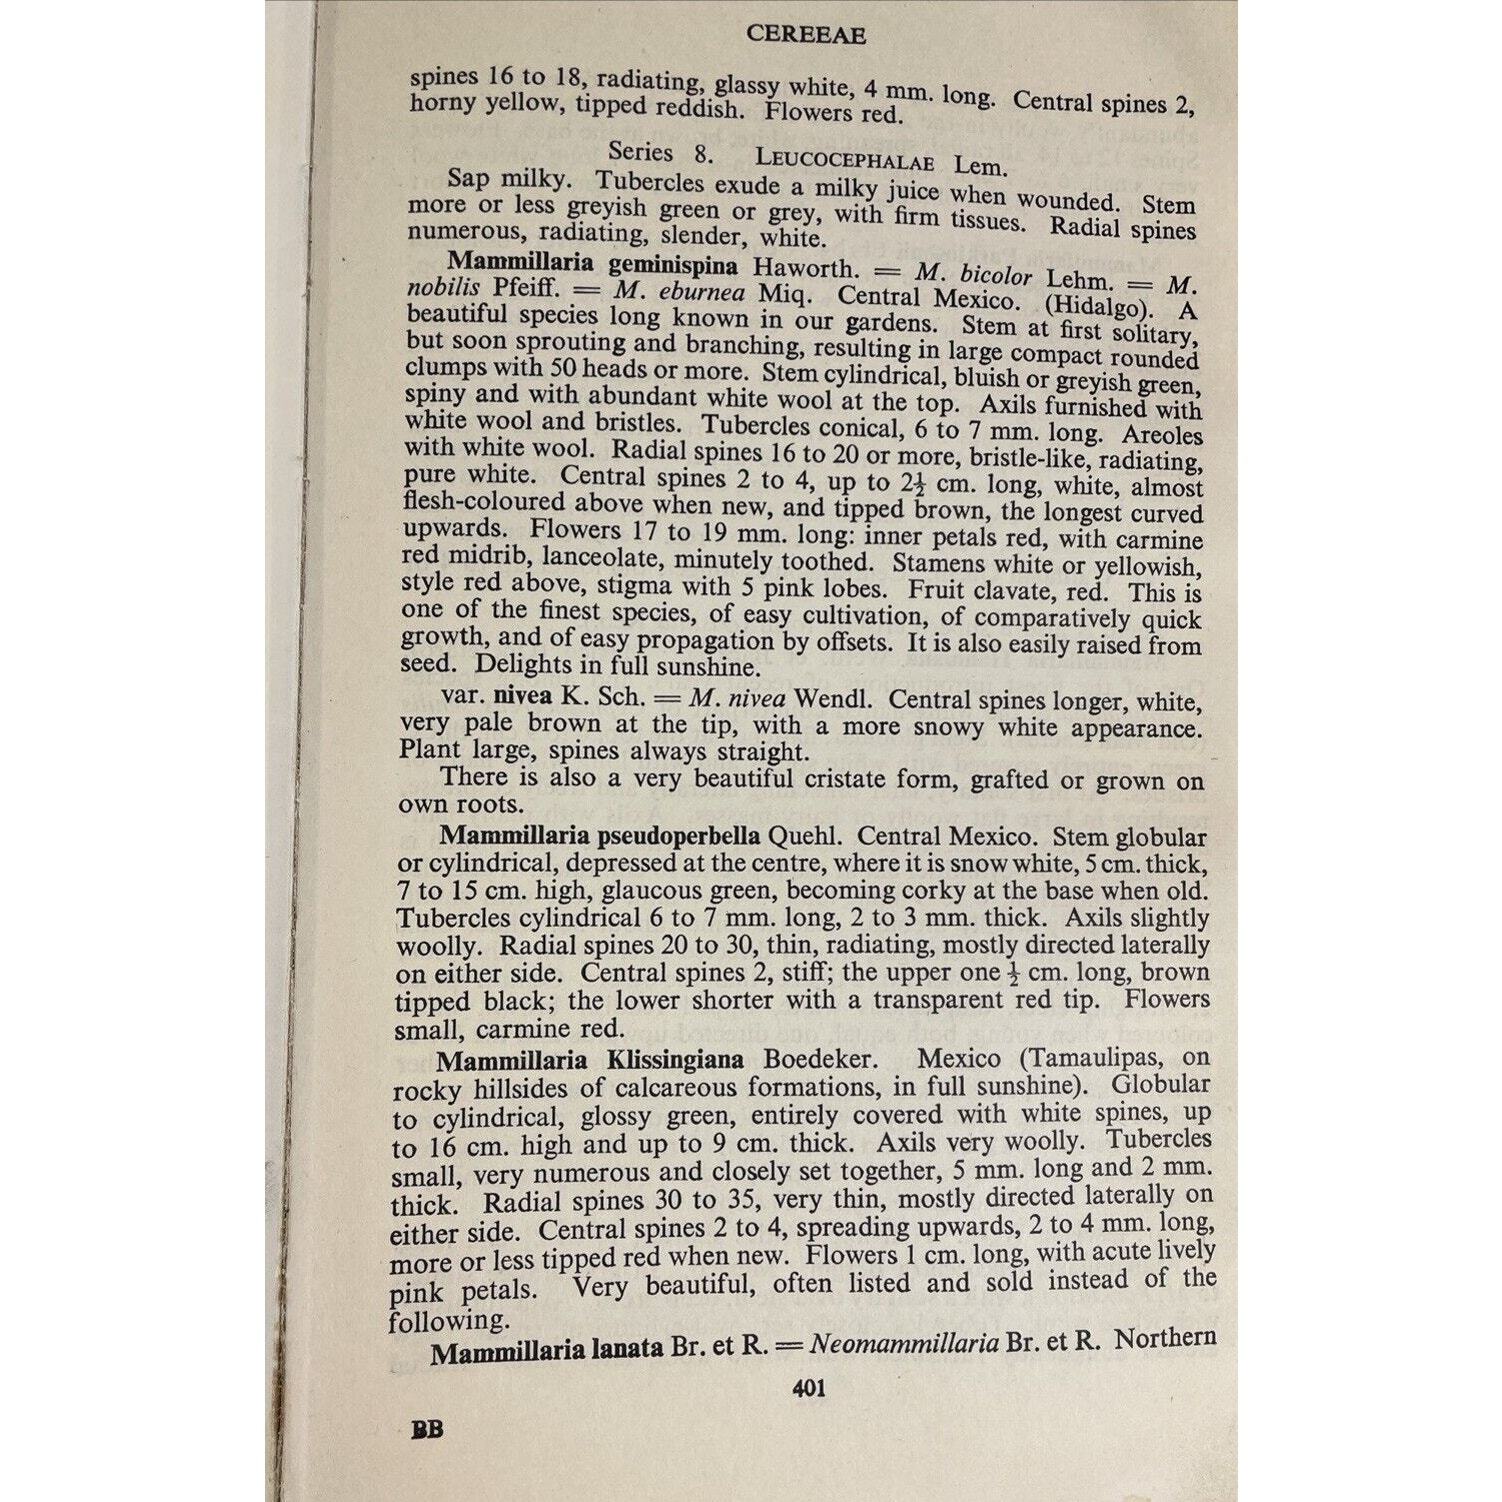 CEREEAE
spines 16 to 18, radiating, glassy white, 4 mm. long. Central spines 2,
horny yellow, tipped reddish. Flowers red.
Series 8. LEUCOCEPHALAE Lem.
Sap milky. Tubercles exude a milky juice when wounded. Stem
more or less greyish green or grey, with firm tissues. Radial spines
numerous, radiating, slender, white.
Mammillaria geminispina Haworth. = M. bicolor Lehm. = M.
nobilis Pfeiff. = M. eburnea Miq. Central Mexico. (Hidalgo). A
beautiful species long known in our gardens. Stem at first solitary,
but soon sprouting and branching, resulting in large compact rounded
clumps with 50 heads or more. Stem cylindrical, bluish or greyish green,
spiny and with abundant white wool at the top. Axils furnished with
white wool and bristles. Tubercles conical, 6 to 7 mm. long. Areoles
with white wool. Radial spines 16 to 20 or more, bristle-like, radiating,
pure white. Central spines 2 to 4, up to 2½ cm. long, white, almost
flesh-coloured above when new, and tipped brown, the longest curved
upwards. Flowers 17 to 19 mm. long: inner petals red, with carmine
red midrib, lanceolate, minutely toothed. Stamens white or yellowish,
style red above, stigma with 5 pink lobes. Fruit clavate, red. This is
one of the finest species, of easy cultivation, of comparatively quick
growth, and of easy propagation by offsets. It is also easily raised from
seed. Delights in full sunshine.
var. nivea K. Sch. = M. nivea Wendl. Central spines longer, white,
very pale brown at the tip, with a more snowy white appearance.
Plant large, spines always straight.
There is also a very beautiful cristate form, grafted or grown on
own roots.
Mammillaria pseudoperbella Quehl. Central Mexico. Stem globular
or cylindrical, depressed at the centre, where it is snow white, 5 cm. thick,
7 to 15 cm. high, glaucous green, becoming corky at the base when old.
Tubercles cylindrical 6 to 7 mm. long, 2 to 3 mm. thick. Axils slightly
woolly. Radial spines 20 to 30, thin, radiating, mostly directed laterally
on either side. Central spines 2, stiff; the upper one ½ cm. long, brown
tipped black; the lower shorter with a transparent red tip. Flowers
small, carmine red.
Mammillaria Klissingiana Boedeker. Mexico (Tamaulipas, on
rocky hillsides of calcareous formations, in full sunshine). Globular
to cylindrical, glossy green, entirely covered with white spines, up
to 16 cm. high and up to 9 cm. thick. Axils very woolly. Tubercles
small, very numerous and closely set together, 5 mm. long and 2 mm.
thick. Radial spines 30 to 35, very thin, mostly directed laterally on
either side. Central spines 2 to 4, spreading upwards, 2 to 4 mm. long,
more or less tipped red when new. Flowers 1 cm. long, with acute lively
pink petals. Very beautiful, often listed and sold instead of the
following.
Mammillaria lanata Br. et R. = Neomammillaria Br. et R. Northern
401
BB